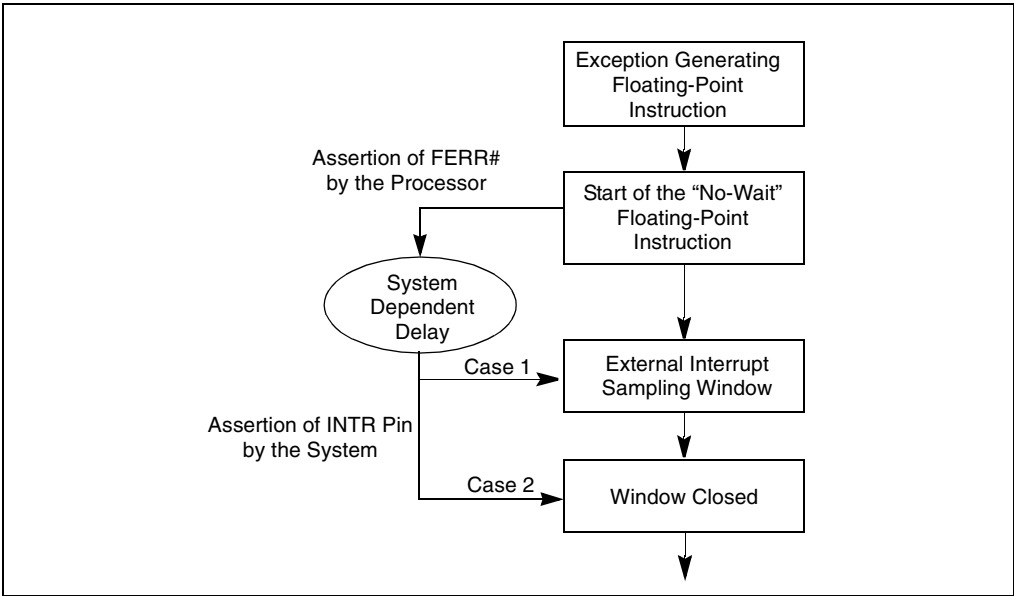 Exception Generating
Floating-Point
Instruction
Assertion of FERR#
by the Processor
Start of the “No-Wait”
Floating-Point
Instruction
System
Dependent
Delay
Case 1
External Interrupt
Sampling Window
Assertion of INTR Pin
by the System
Case 2
Window Closed